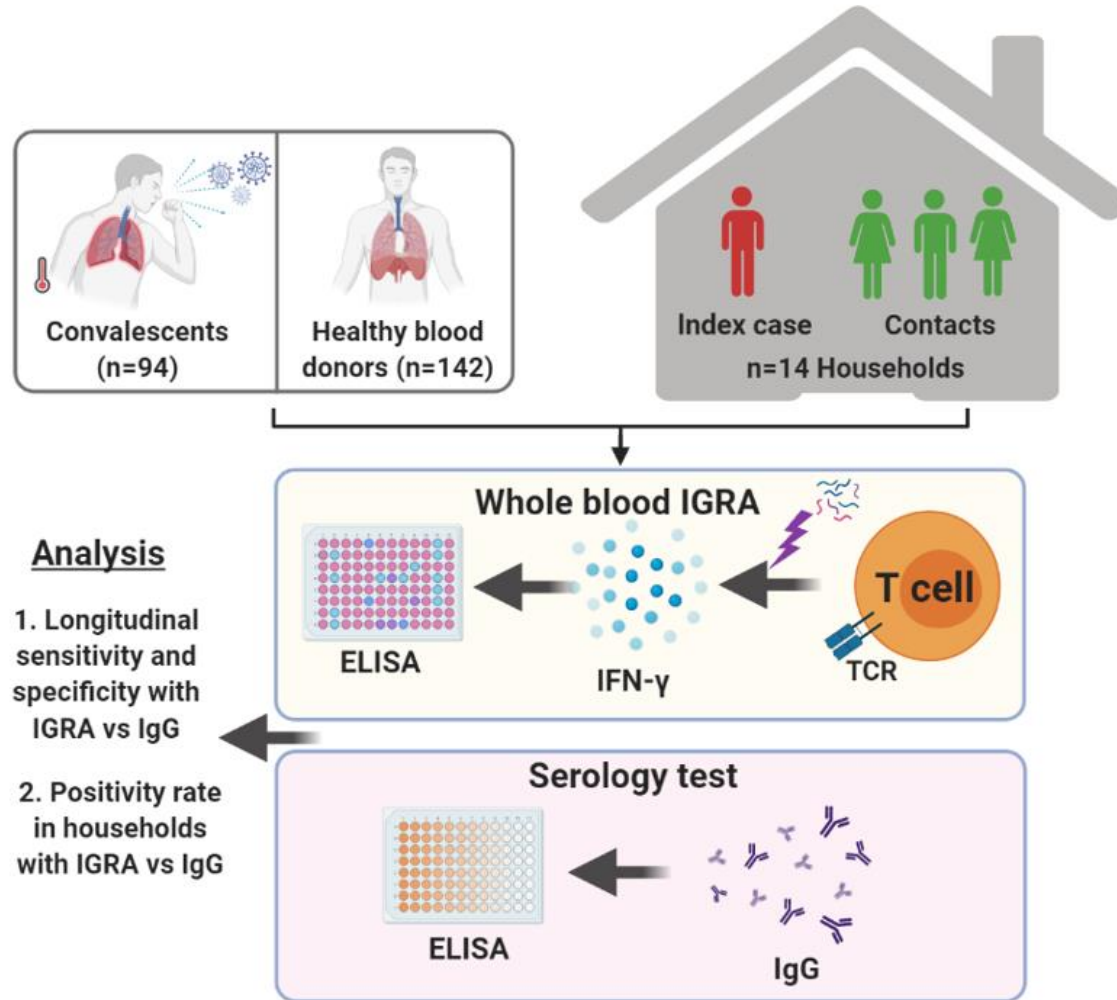 Convalescents
(n=94)
Healthy blood
donors (n=142)
Index case
Contacts
n=14 Households
Whole blood IGRA
ELISA
IFN-γ
T cell
TCR
Analysis
1. Longitudinal
sensitivity and
specificity with
IGRA vs IgG
2. Positivity rate
in households
with IGRA vs IgG
Serology test
ELISA
IgG